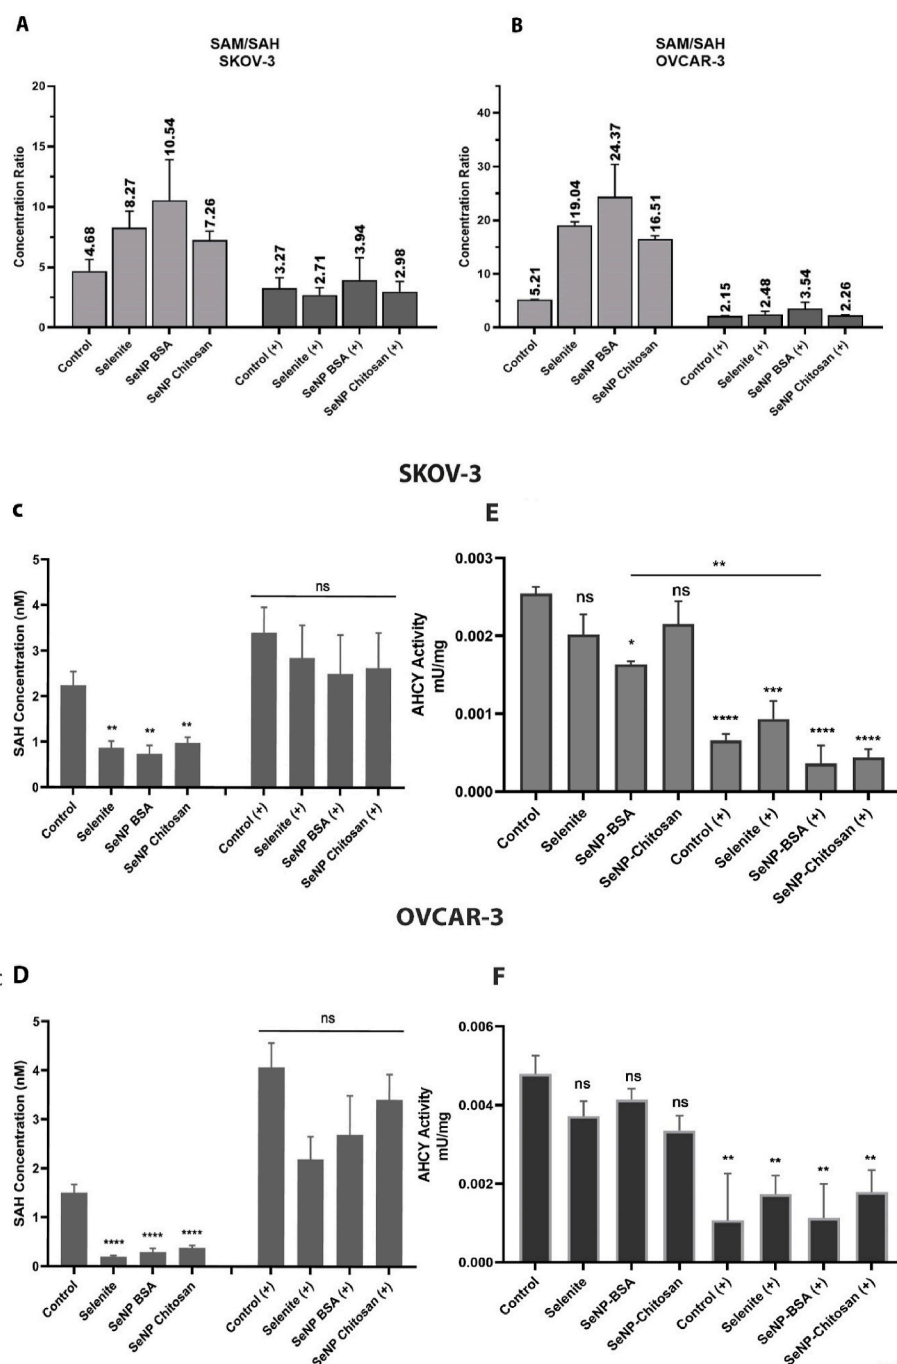 A
SAM/SAH
SKOV-3
Concentration Ratio
20
15
10
5
0
4.68
8.27
10.54
7.26
3.27
2.71
3.94
2.98
Control
Selenite
SeNP BSA
SeNP Chitosan
Control (+)
Selenite (+)
SeNP BSA (+)
SeNP Chitosan (+)
B
SAM/SAH
OVCAR-3
Concentration Ratio
40
30
20
10
0
5.21
19.04
24.37
16.51
2.15
2.48
3.54
2.26
Control
Selenite
SeNP BSA
SeNP Chitosan
Control (+)
Selenite (+)
SeNP BSA (+)
SeNP Chitosan (+)
SKOV-3
C
SAH Concentration (nM)
5
4
3
2
1
0
**
**
**
ns
Control
Selenite
SeNP BSA
SeNP Chitosan
Control (+)
Selenite (+)
SeNP BSA (+)
SeNP Chitosan (+)
E
AHCY Activity
mU/mg
0.003
0.002
0.001
0.000
ns
*
ns
**
****
***
****
****
Control
Selenite
SeNP-BSA
SeNP-Chitosan
Control (+)
Selenite (+)
SeNP-BSA (+)
SeNP-Chitosan (+)
OVCAR-3
D
SAH Concentration (nM)
5
4
3
2
1
0
****
****
****
ns
Control
Selenite
SeNP BSA
SeNP Chitosan
Control (+)
Selenite (+)
SeNP BSA (+)
SeNP Chitosan (+)
F
AHCY Activity
mU/mg
0.006
0.004
0.002
0.000
ns
ns
ns
**
**
**
**
Control
Selenite
SeNP-BSA
SeNP-Chitosan
Control (+)
Selenite (+)
SeNP-BSA (+)
SeNP-Chitosan (+)